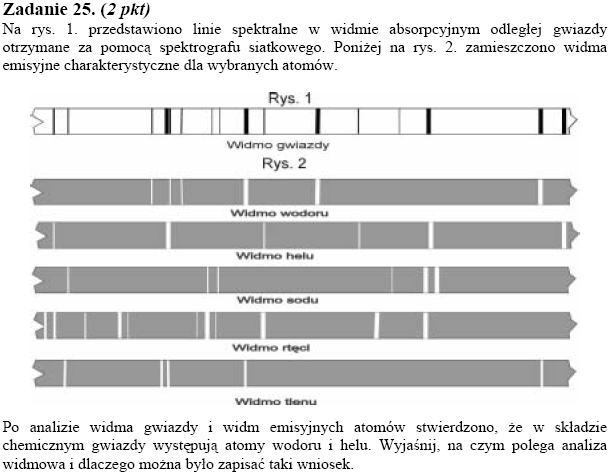 Zadanie 25. (2 pkt)
Na rys. 1. przedstawiono linie spektralne w widmie absorpcyjnym odległej gwiazdy
otrzymane za pomocą spektrografu siatkowego. Poniżej na rys. 2. zamieszczono widma
emisyjne charakterystyczne dla wybranych atomów.
Rys. 1
Widmo gwiazdy
Rys. 2
Widmo wodoru
Widmo helu
Widmo sodu
Widmo rtęci
Widmo tlenu
Po analizie widma gwiazdy i widm emisyjnych atomów stwierdzono, że w składzie
chemicznym gwiazdy występują atomy wodoru i helu. Wyjaśnij, na czym polega analiza
widmowa i dlaczego można było zapisać taki wniosek.